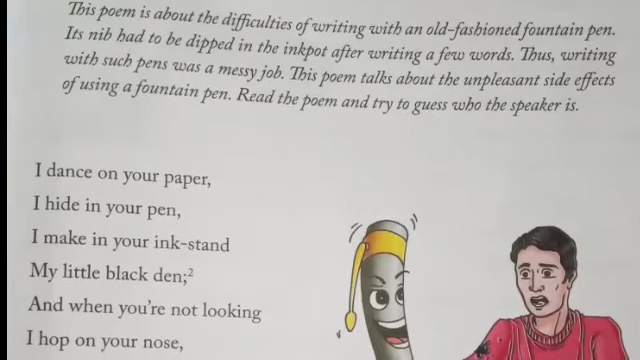 This poem is about the difficulties of writing with an old-fashioned fountain pen.
Its nib had to be dipped in the inkpot after writing a few words. Thus, writing
with such pens was a messy job. This poem talks about the unpleasant side effects
of using a fountain pen. Read the poem and try to guess who the speaker is.
I dance on your paper,
I hide in your pen,
I make in your ink-stand
My little black den;2
And when you're not looking
I hop on your nose,